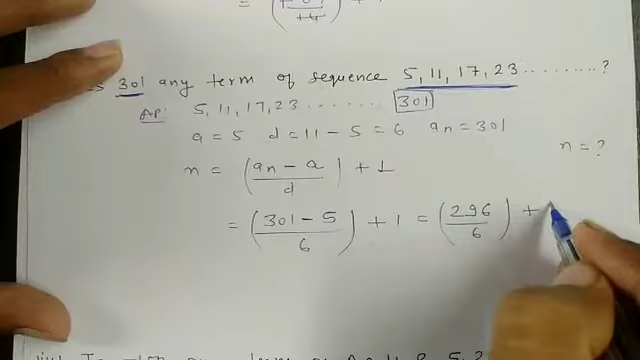 301 any term of sequence 5, 11, 17, 23 ......... ?
AP: 5, 11, 17, 23 ....... 301
a = 5 d = 11 - 5 = 6 an = 301
n = ?
n = (an - a / d) + 1
= (301 - 5 / 6) + 1 = (296 / 6) +